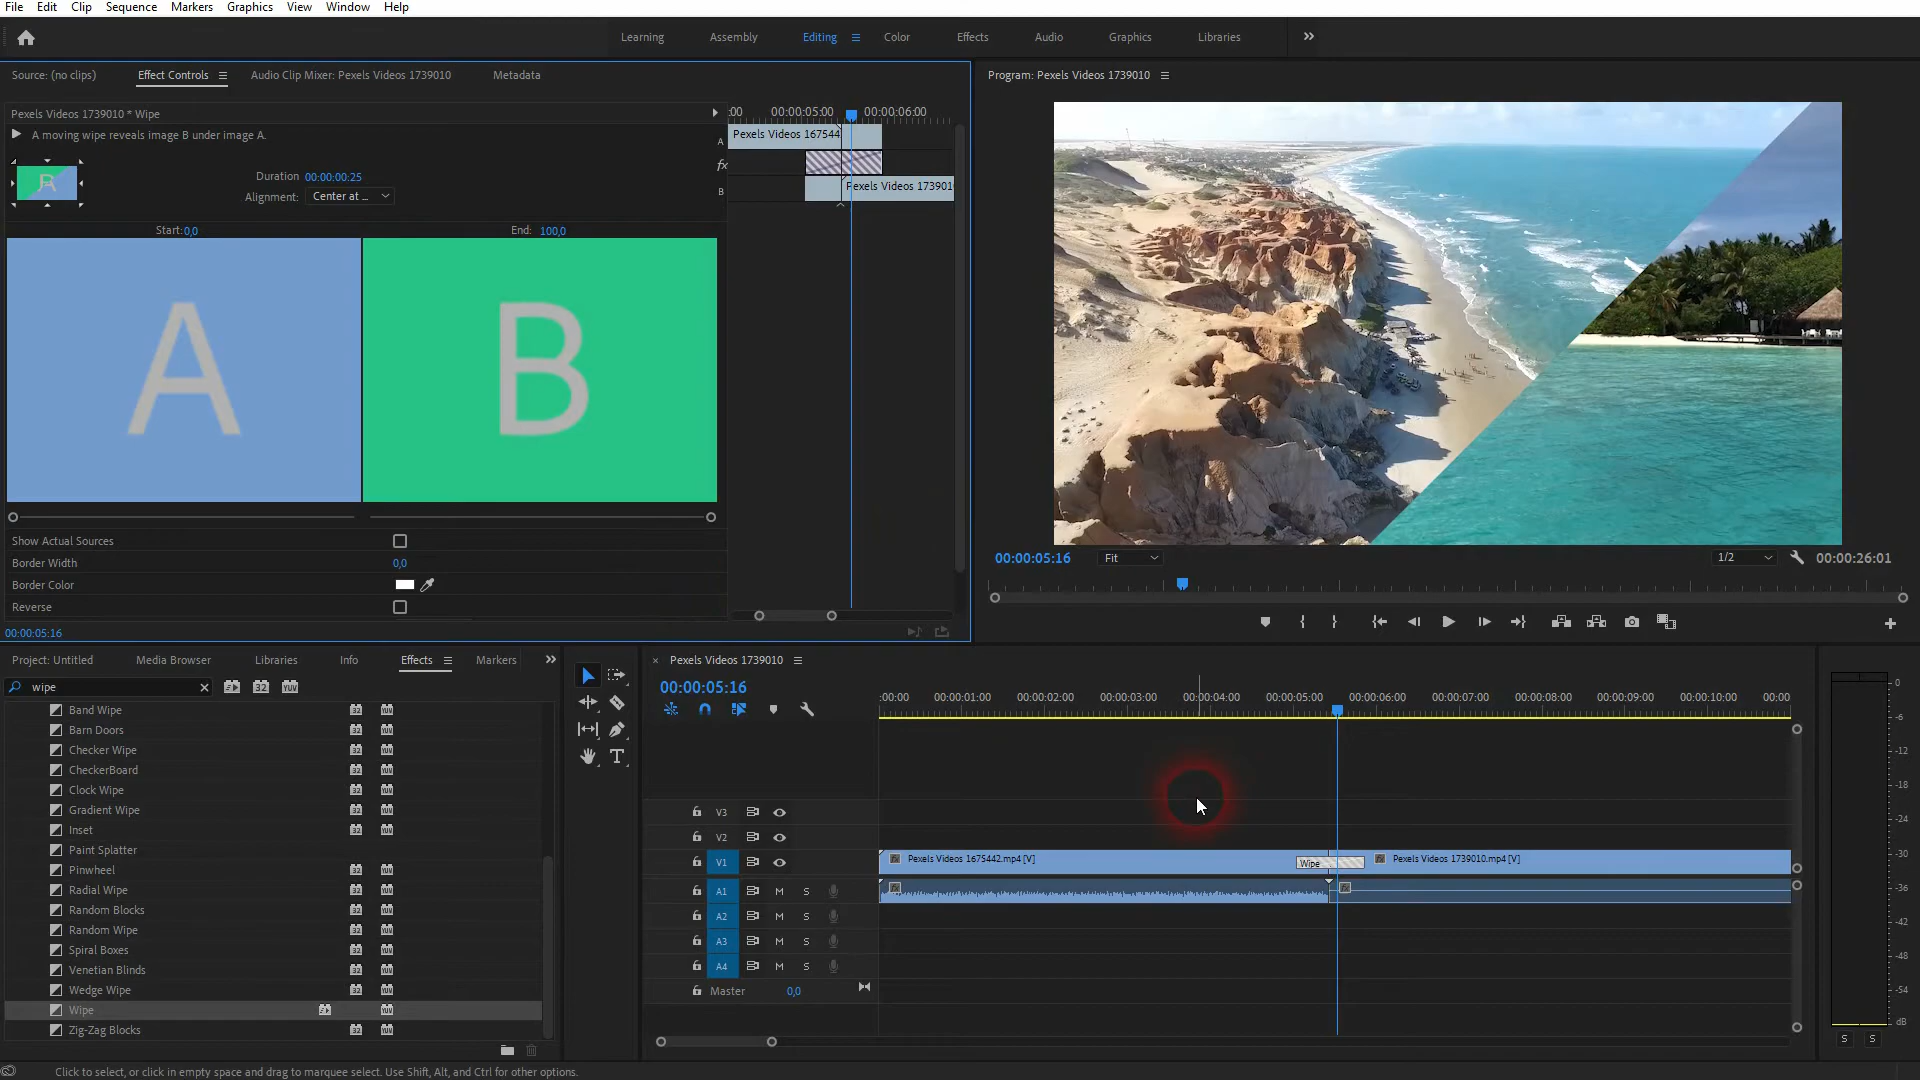 File Edit Clip Sequence Markers Graphics View Window Help
Learning Assembly Editing Color Effects Audio Graphics Libraries
Source: (no clips) Effect Controls Audio Clip Mixer: Pexels Videos 1739010 Metadata
Program: Pexels Videos 1739010
Pexels Videos 1739010 * Wipe
A moving wipe reveals image B under image A.
B
Duration 00:00:00:25
Alignment: Center at ...
Start: 0,0
End: 100,0
A
B
:00 00:00:05:00 00:00:06:00
A Pexels Videos 167544
fx
B Pexels Videos 173901
Show Actual Sources
Border Width 0,0
Border Color
Reverse
00:00:05:16
00:00:05:16 Fit 1/2 00:00:26:01
Project: Untitled Media Browser Libraries Info Effects Markers
wipe
Band Wipe
Barn Doors
Checker Wipe
CheckerBoard
Clock Wipe
Gradient Wipe
Inset
Paint Splatter
Pinwheel
Radial Wipe
Random Blocks
Random Wipe
Spiral Boxes
Venetian Blinds
Wedge Wipe
Wipe
Zig-Zag Blocks
Pexels Videos 1739010
00:00:05:16
:00:00 00:00:01:00 00:00:02:00 00:00:03:00 00:00:04:00 00:00:05:00 00:00:06:00 00:00:07:00 00:00:08:00 00:00:09:00 00:00:10:00 00:00
V3
V2
V1
Pexels Videos 1675442.mp4 [V] Wipe Pexels Videos 1739010.mp4 [V]
A1 M S
A2 M S
A3 M S
A4 M S
Master 0,0
0
-6
-12
-18
-24
-30
-36
-42
-48
-54
dB
S S
Click to select, or click in empty space and drag to marquee select. Use Shift, Alt, and Ctrl for other options.